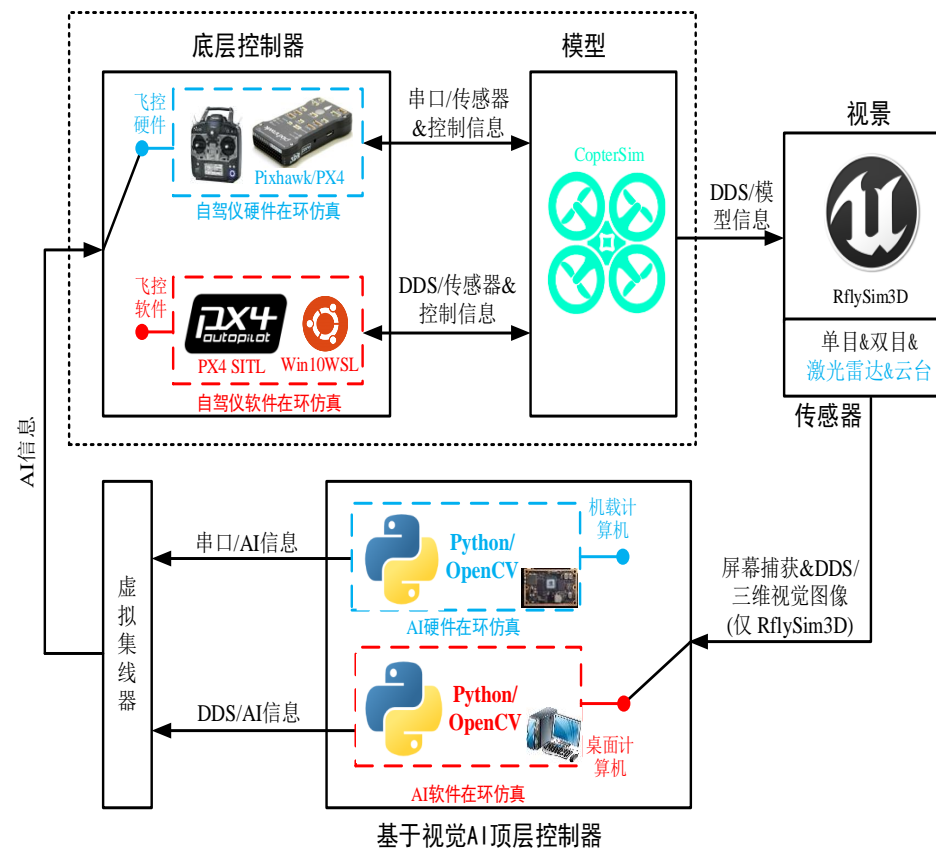 底层控制器
模型
飞控
硬件
Pixhawk/PX4
自驾仪硬件在环仿真
串口/传感器
&控制信息
CopterSim
视景
DDS/模
型信息
RflySim3D
飞控
软件
px4
autopilot
PX4 SITL
Win10WSL
自驾仪软件在环仿真
DDS/传感器&
控制信息
单目&双目&
激光雷达&云台
传感器
AI信息
虚拟集线器
串口/AI信息
DDS/AI信息
Python/
OpenCV
机载计
算机
AI硬件在环仿真
Python/
OpenCV
桌面计
算机
AI软件在环仿真
屏幕捕获&DDS/
三维视觉图像
(仅 RflySim3D)
基于视觉AI顶层控制器